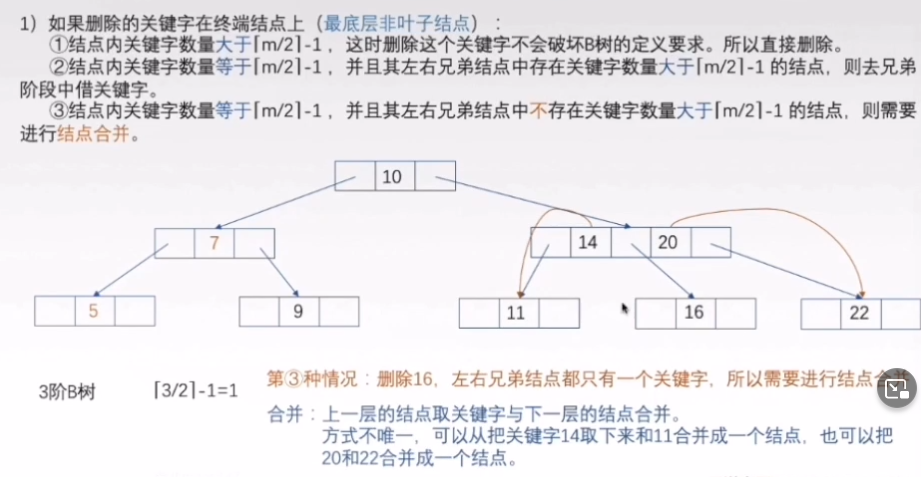 1）如果删除的关键字在终端结点上（最底层非叶子结点）：
①结点内关键字数量大于⌈m/2⌉-1，这时删除这个关键字不会破坏B树的定义要求。所以直接删除。
②结点内关键字数量等于⌈m/2⌉-1，并且其左右兄弟结点中存在关键字数量大于⌈m/2⌉-1 的结点，则去兄弟
阶段中借关键字。
③结点内关键字数量等于⌈m/2⌉-1，并且其左右兄弟结点中不存在关键字数量大于⌈m/2⌉-1 的结点，则需要
进行结点合并。
10
7
14
20
5
9
11
16
22
3阶B树
⌈3/2⌉-1=1
第③种情况：删除16，左右兄弟结点都只有一个关键字，所以需要进行结点合
合并：上一层的结点取关键字与下一层的结点合并。
方式不唯一，可以从把关键字14取下来和11合并成一个结点，也可以把
20和22合并成一个结点。